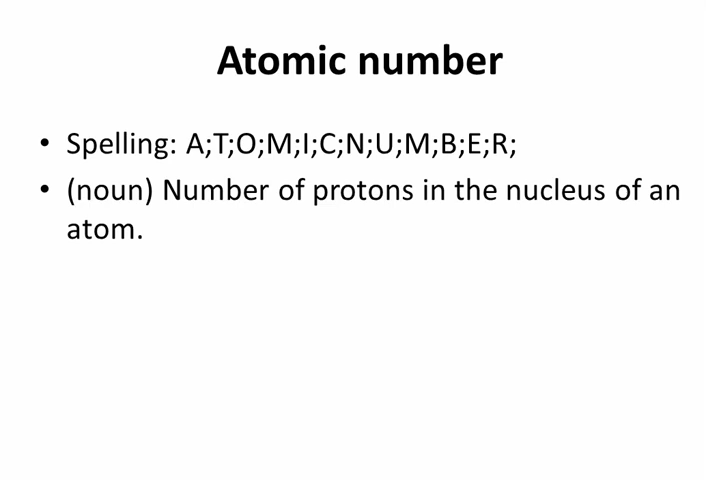 Atomic number
• Spelling: A;T;O;M;I;C;N;U;M;B;E;R;
• (noun) Number of protons in the nucleus of an
atom.